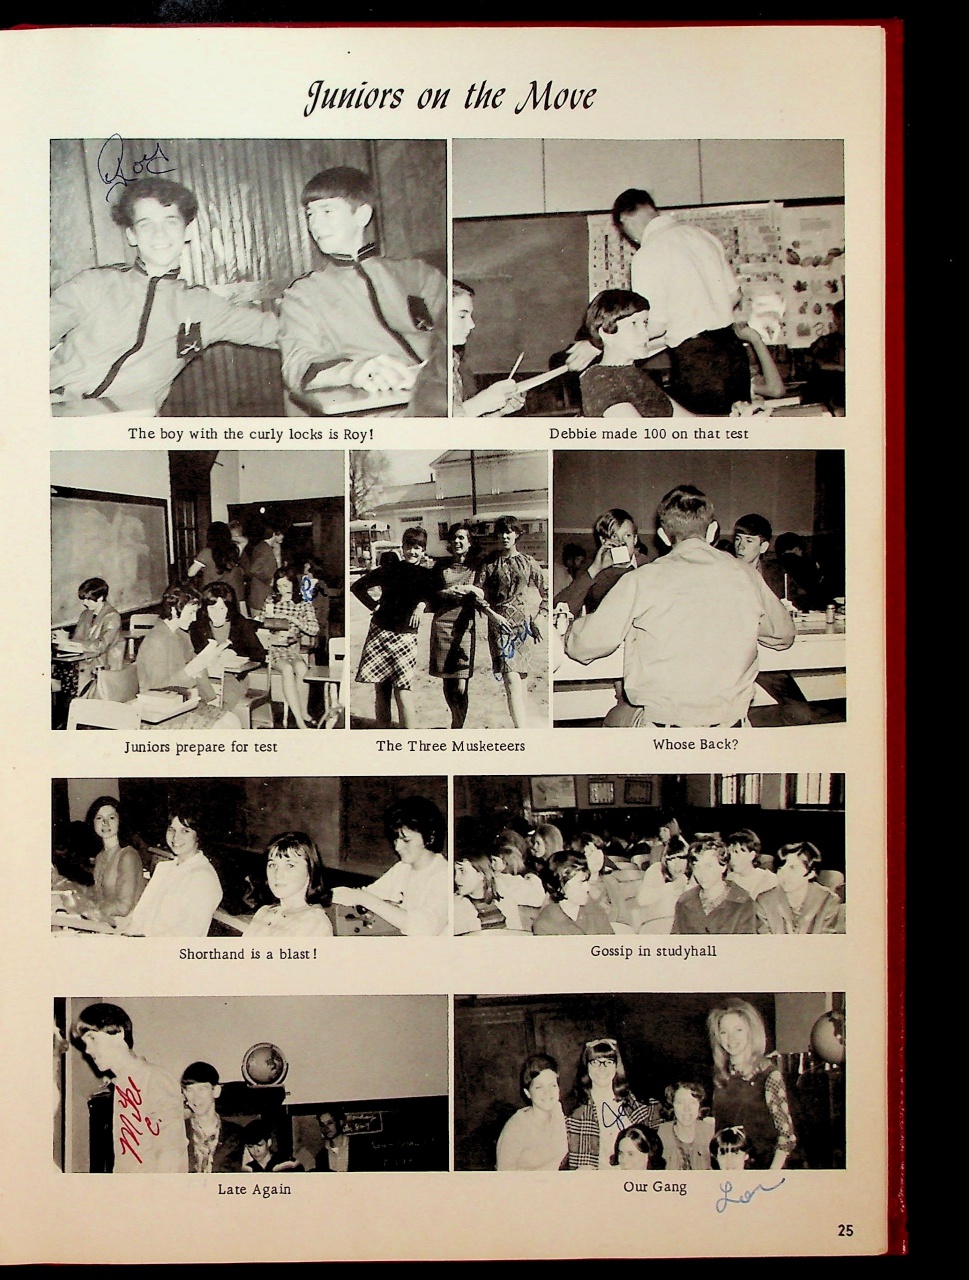 Juniors on the Move
Roy
The boy with the curly locks is Roy!
Debbie made 100 on that test
Juniors prepare for test
The Three Musketeers
Whose Back?
Shorthand is a blast!
Gossip in studyhall
Late Again
Our Gang
25